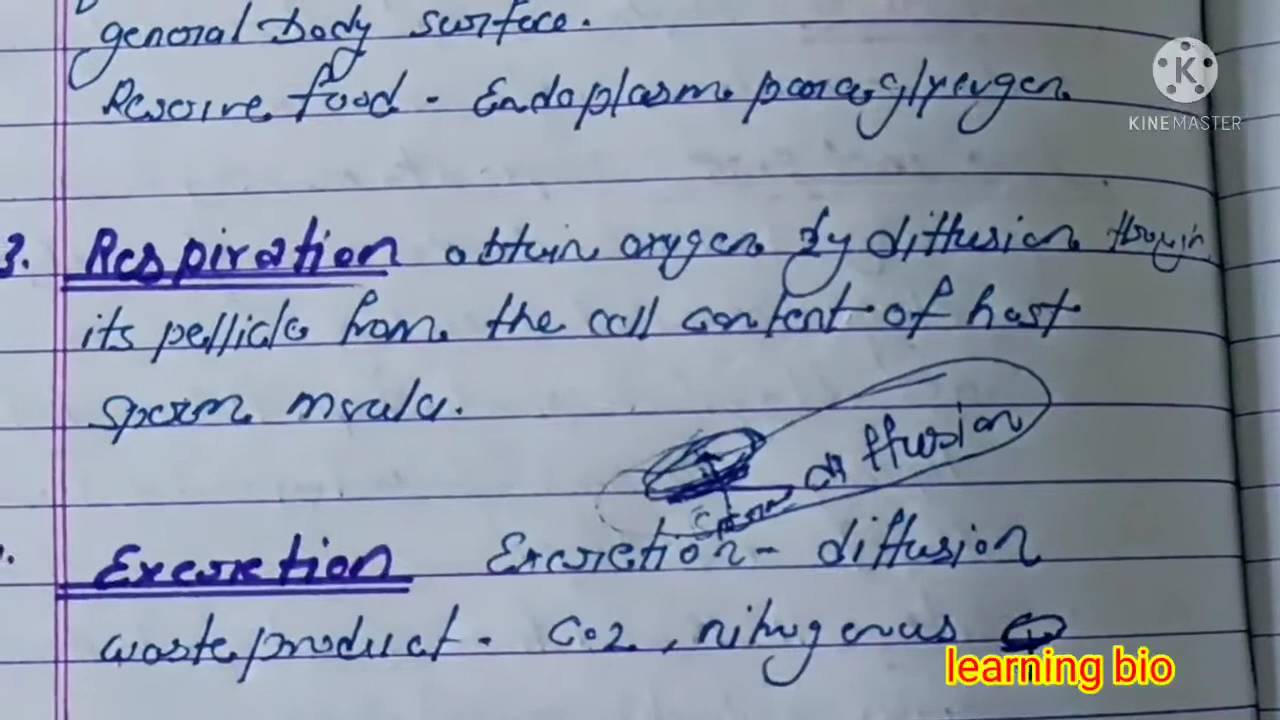 general body surface.
Reserve food - Endoplasm paraglycogen
K
KINEMASTER
3. Respiration obtain oxygen by diffusion through
its pellicle from the cell content of host
sperm morula.
diffusion
sperm
Excretion Excretion - diffusion
waste product. CO2, nitrogenous
learning bio